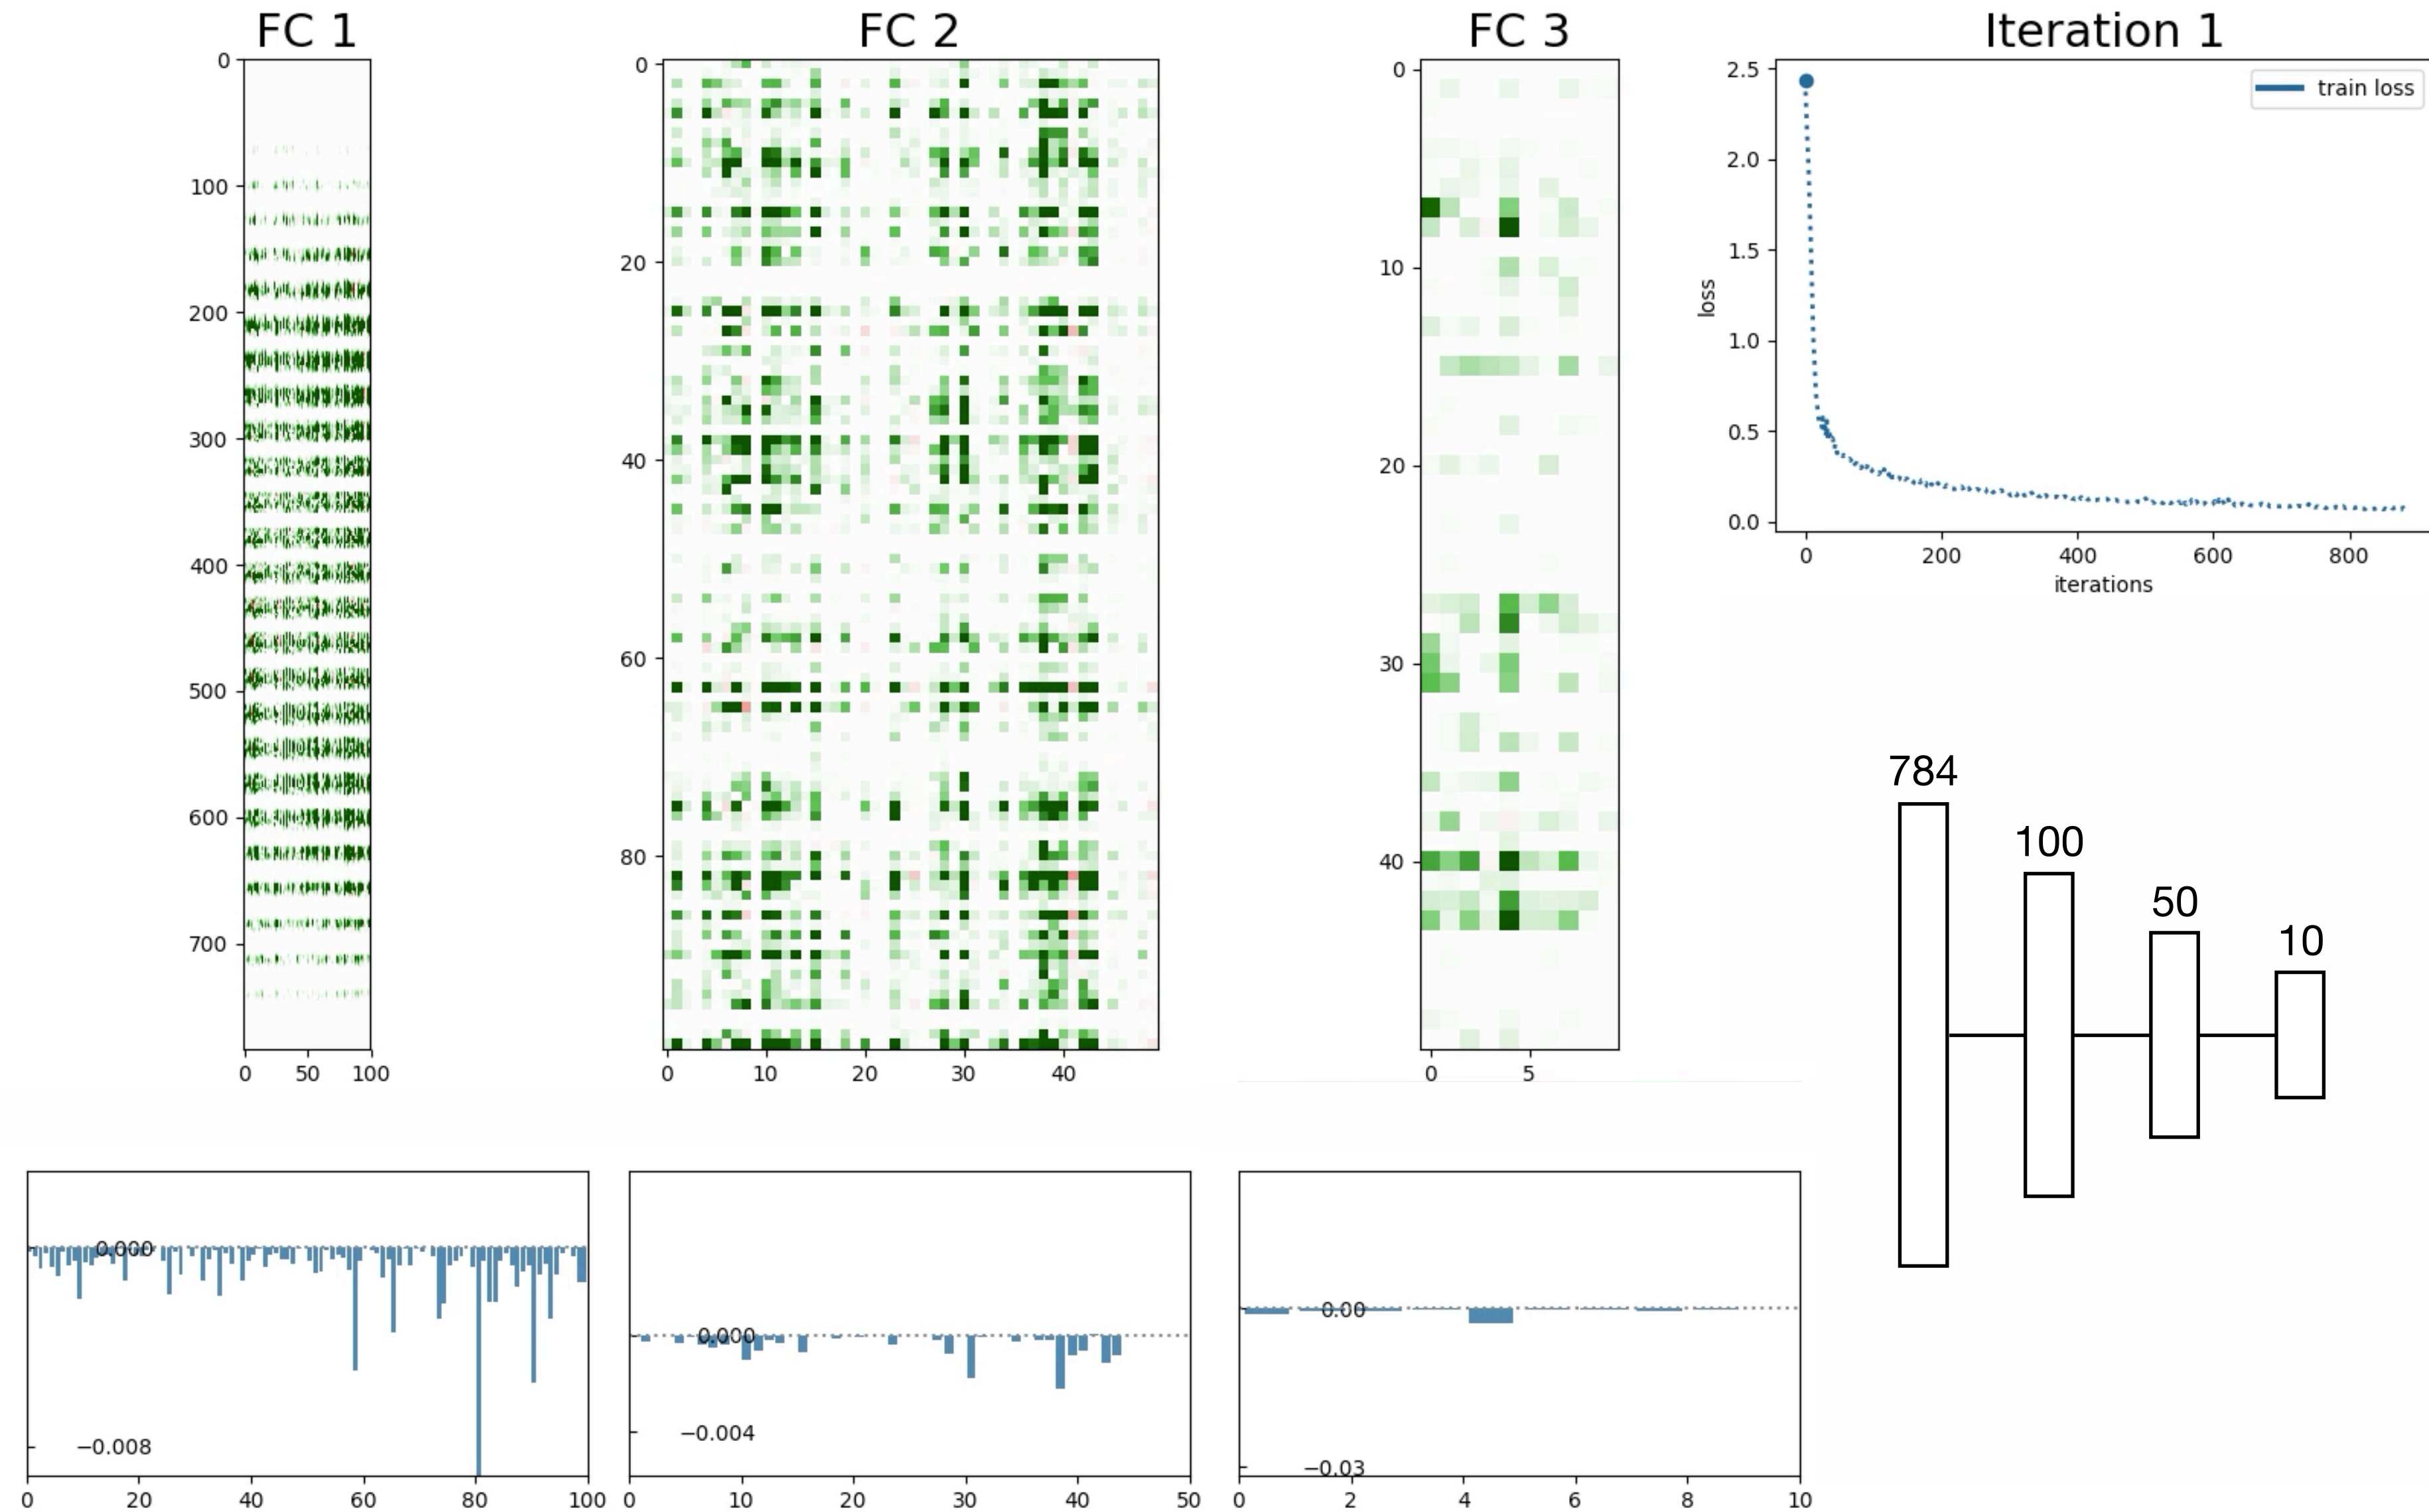 FC 1
FC 2
FC 3
Iteration 1
0
100
200
300
400
500
600
700
0 50 100
0
20
40
60
80
0 10 20 30 40
0
10
20
30
40
0 5
2.5
2.0
1.5
1.0
0.5
0.0
loss
train loss
0 200 400 600 800
iterations
784
100
50
10
0.000
−0.008
0 20 40 60 80 100
0.000
−0.004
0 10 20 30 40 50
0.00
−0.03
0 2 4 6 8 10